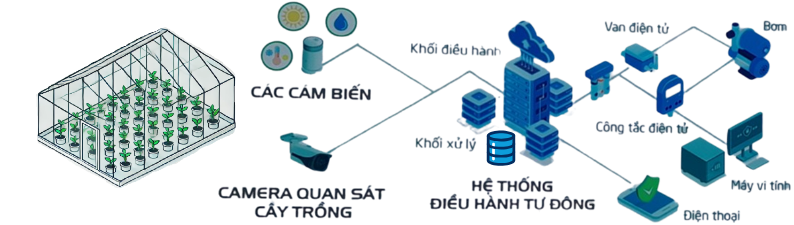 Van điện tử
Bơm
Khối điều hành
CÁC CẢM BIẾN
Công tắc điện tử
Khối xử lý
CAMERA QUAN SÁT
CÂY TRỒNG
HỆ THỐNG
ĐIỀU HÀNH TỰ ĐÔNG
Máy vi tính
Điện thoại